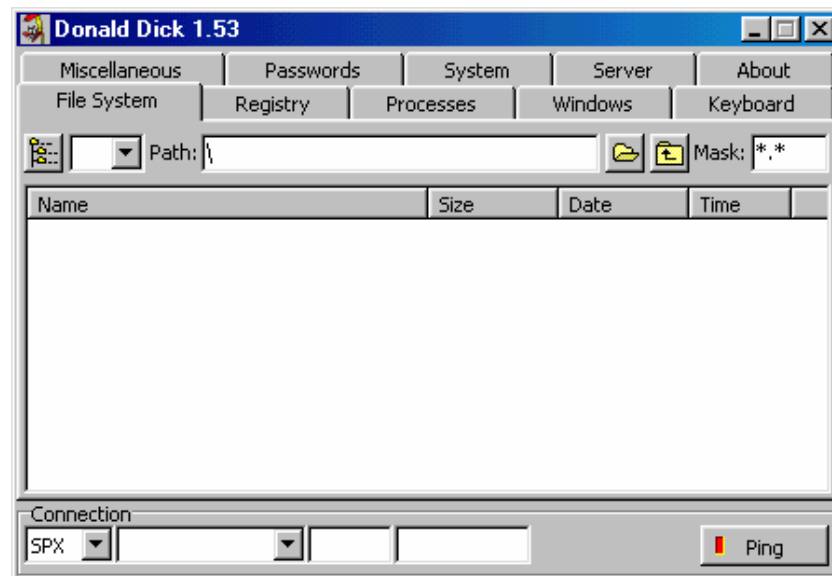 Donald Dick 1.53
Miscellaneous Passwords System Server About
File System Registry Processes Windows Keyboard
Path: \ Mask: *.*
Name Size Date Time
Connection
SPX Ping